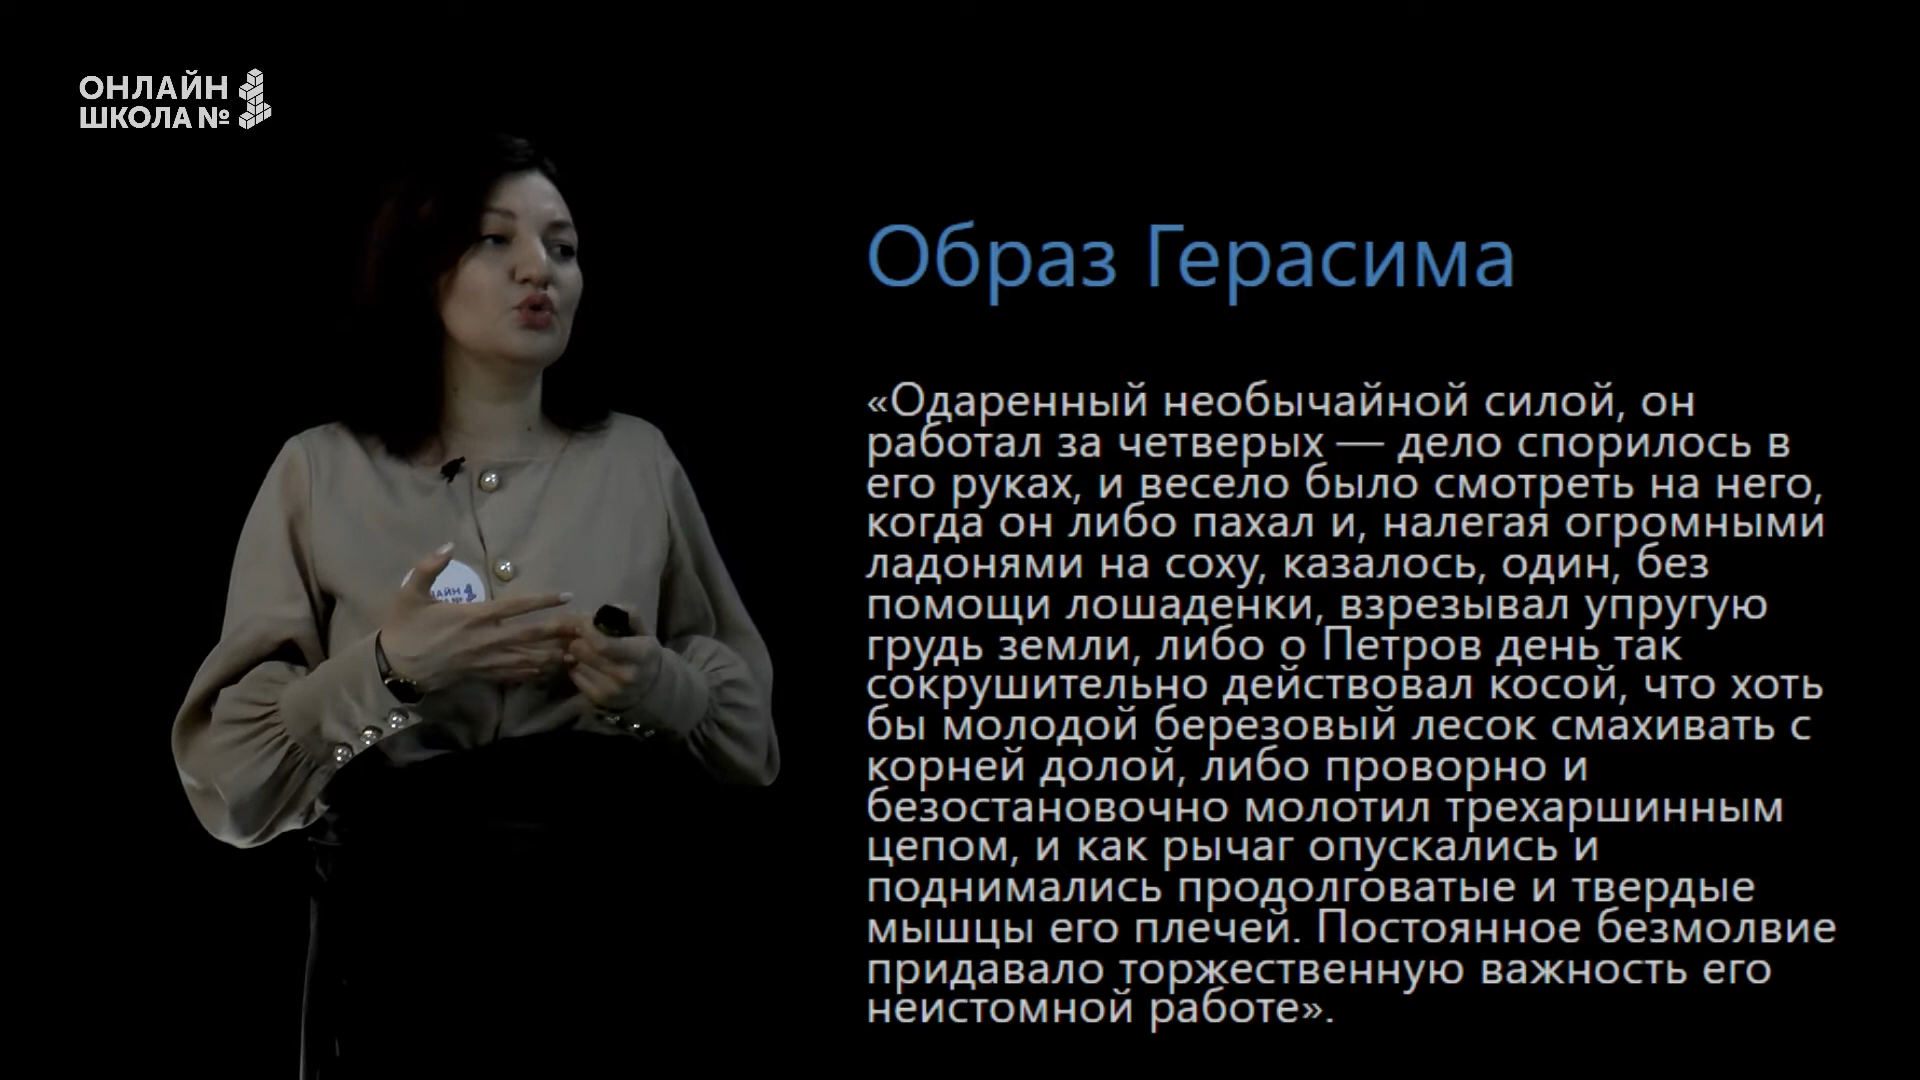 ОНЛАЙН
ШКОЛА №
Образ Герасима
«Одаренный необычайной силой, он
работал за четверых — дело спорилось в
его руках, и весело было смотреть на него,
когда он либо пахал и, налегая огромными
ладонями на соху, казалось, один, без
помощи лошаденки, взрезывал упругую
грудь земли, либо о Петров день так
сокрушительно действовал косой, что хоть
бы молодой березовый лесок смахивать с
корней долой, либо проворно и
безостановочно молотил трехаршинным
цепом, и как рычаг опускались и
поднимались продолговатые и твердые
мышцы его плечей. Постоянное безмолвие
придавало торжественную важность его
неистомной работе».